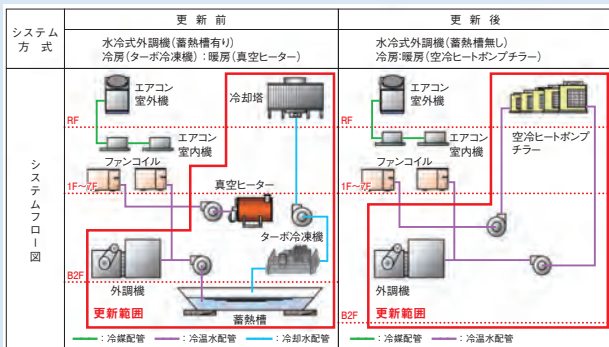 システム
方 式
更 新 前
更 新 後
水冷式外調機(蓄熱槽有り)
冷房(ターボ冷凍機):暖房(真空ヒーター)
水冷式外調機(蓄熱槽無し)
冷房:暖房(空冷ヒートポンプチラー)
システムフロー図
エアコン
室外機
冷却塔
RF
エアコン
室内機
ファンコイル
真空ヒーター
1F~7F
ターボ冷凍機
B2F
外調機
更新範囲
蓄熱槽
:冷媒配管
:冷温水配管
:冷却水配管
エアコン
室外機
RF
空冷ヒートポンプ
チラー
エアコン
室内機
ファンコイル
1F~7F
外調機
更新範囲
B2F
:冷媒配管
:冷温水配管